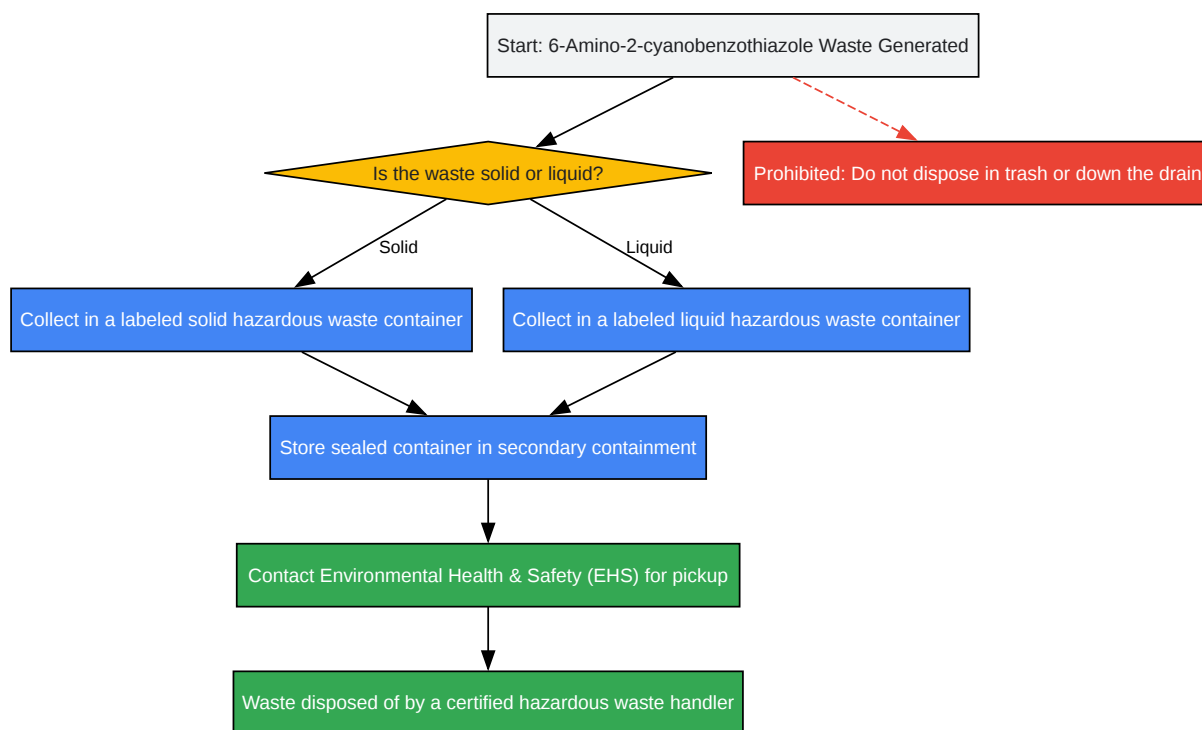 Start: 6-Amino-2-cyanobenzothiazole Waste Generated
Is the waste solid or liquid?
Prohibited: Do not dispose in trash or down the drain
Solid
Liquid
Collect in a labeled solid hazardous waste container
Collect in a labeled liquid hazardous waste container
Store sealed container in secondary containment
Contact Environmental Health & Safety (EHS) for pickup
Waste disposed of by a certified hazardous waste handler